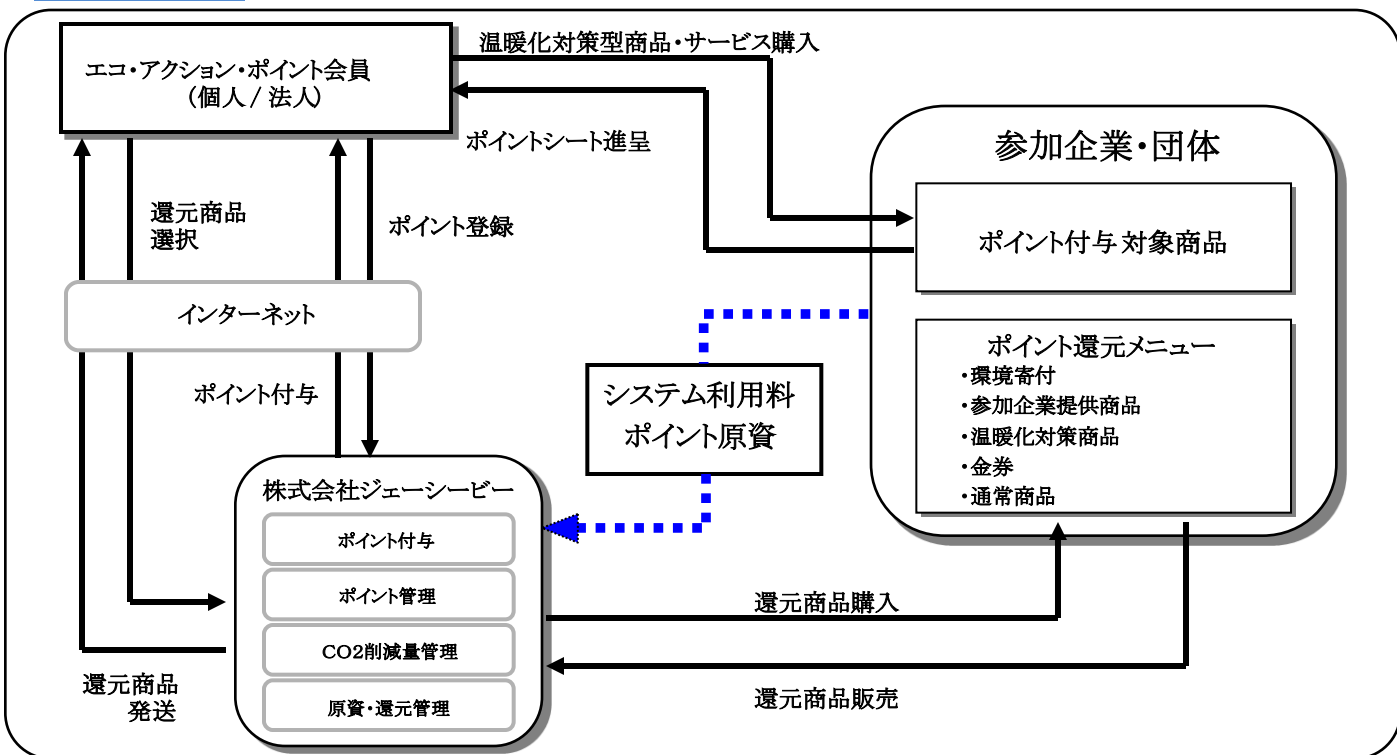 温暖化対策型商品・サービス購入
エコ・アクション・ポイント会員
(個人 / 法人)
ポイントシート進呈
参加企業・団体
還元商品
選択
ポイント登録
ポイント付与 対象商品
インターネット
ポイント還元メニュー
・環境寄付
・参加企業提供商品
・温暖化対策商品
・金券
・通常商品
ポイント付与
システム利用料
ポイント原資
株式会社ジェーシービー
ポイント付与
ポイント管理
CO2削減量管理
原資・還元管理
還元商品購入
還元商品
発送
還元商品販売